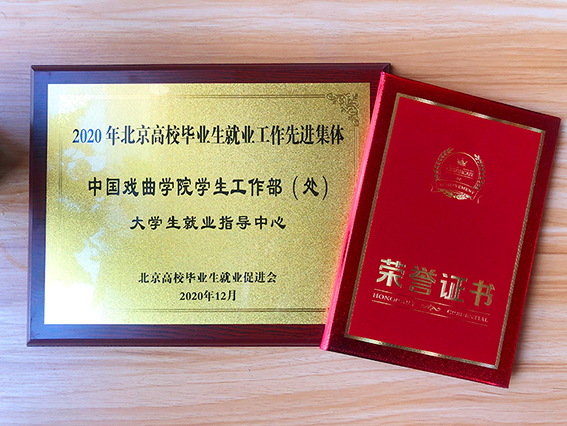 2020年北京高校毕业生就业工作先进集体
中国戏曲学院学生工作部（处）
大学生就业指导中心
北京高校毕业生就业促进会
2020年12月
荣誉证书